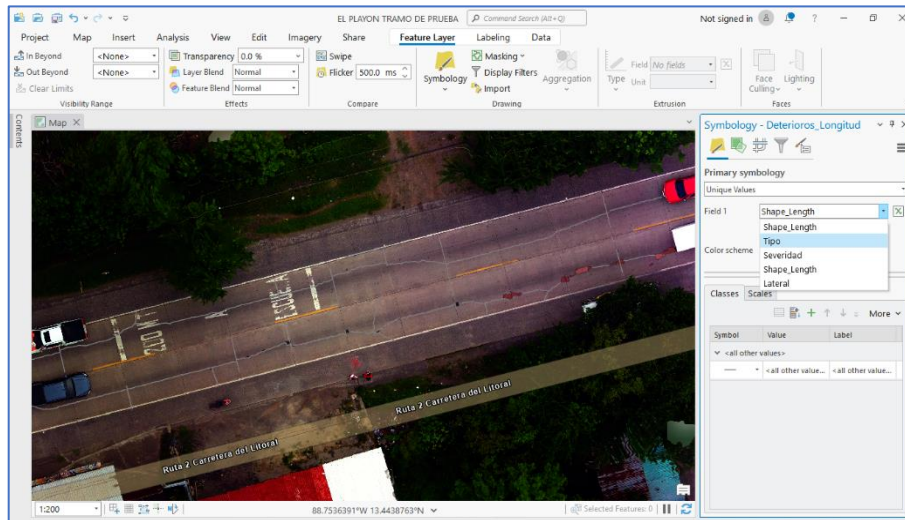 EL PLAYON TRAMO DE PRUEBA
Command Search (Alt+Q)
Not signed in
Project Map Insert Analysis View Edit Imagery Share Feature Layer Labeling Data
In Beyond <None>
Out Beyond <None>
Clear Limits
Visibility Range
Transparency 0.0 %
Layer Blend Normal
Feature Blend Normal
Effects
Swipe
Flicker 500.0 ms
Compare
Symbology
Masking
Display Filters
Import
Aggregation
Drawing
Type
Field No fields
Unit
Extrusion
Face Culling
Lighting
Faces
Contents
Map
200 MT
A
ESCUELA
Ruta 2 Carretera del Litoral
Ruta 2 Carretera del Litoral
1:200
88.7536391°W 13.4438763°N
Selected Features: 0
Symbology - Deterioros_Longitud
Primary symbology
Unique Values
Field 1 Shape_Length
Shape_Length
Tipo
Severidad
Shape_Length
Lateral
Color scheme
Classes Scales
More
Symbol Value Label
<all other values>
<all other value... <all other value...